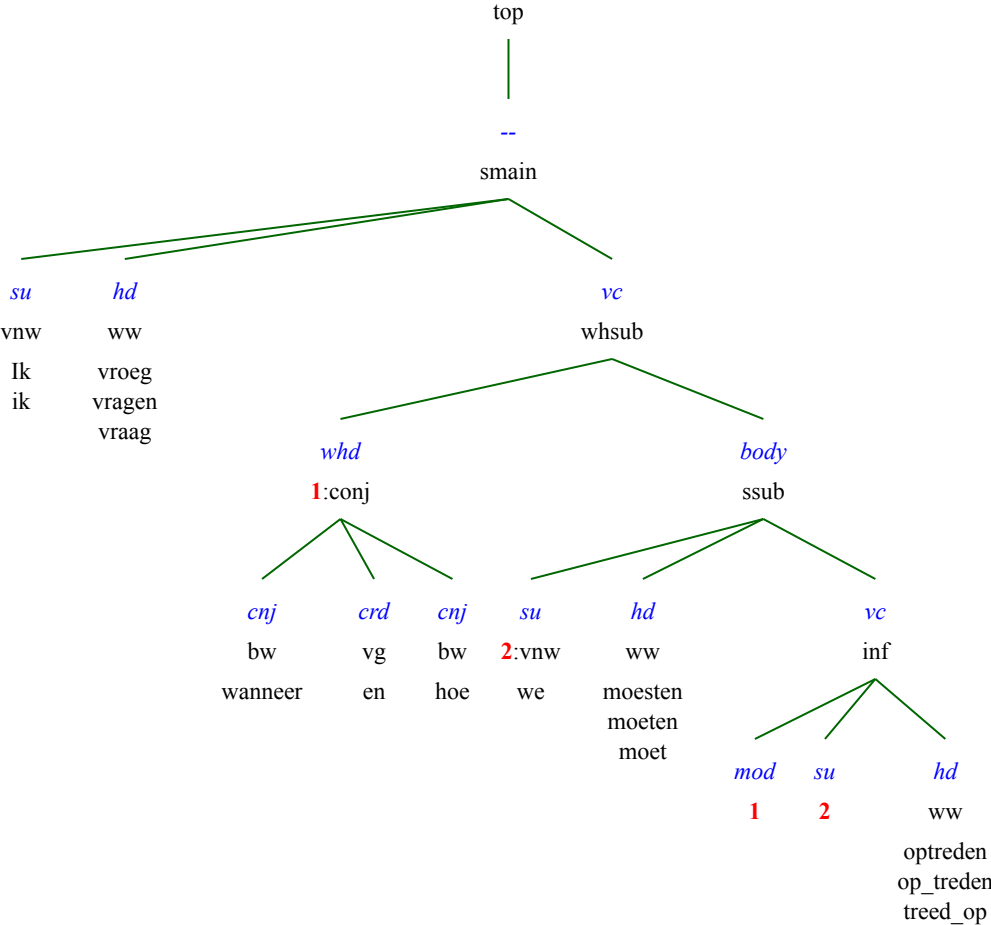 top
--
smain
su hd vc
vnw ww whsub
Ik vroeg
ik vragen
vraag
whd body
1:conj ssub
cnj crd cnj su hd vc
bw vg bw 2:vnw ww inf
wanneer en hoe we moesten
moeten
moet
mod su hd
1 2 ww
optreden
op_treden
treed_op